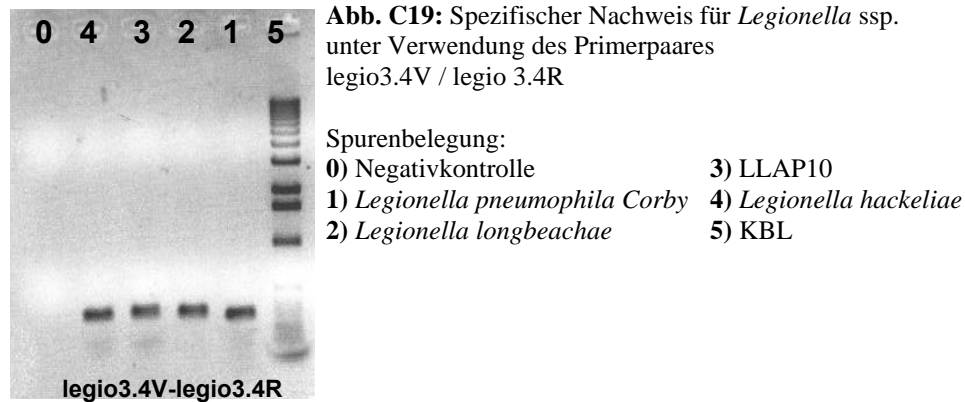 0 4 3 2 1 5
legio3.4V-legio3.4R
Abb. C19: Spezifischer Nachweis für Legionella ssp.
unter Verwendung des Primerpaares
legio3.4V / legio 3.4R
Spurenbelegung:
0) Negativkontrolle 3) LLAP10
1) Legionella pneumophila Corby 4) Legionella hackeliae
2) Legionella longbeachae 5) KBL